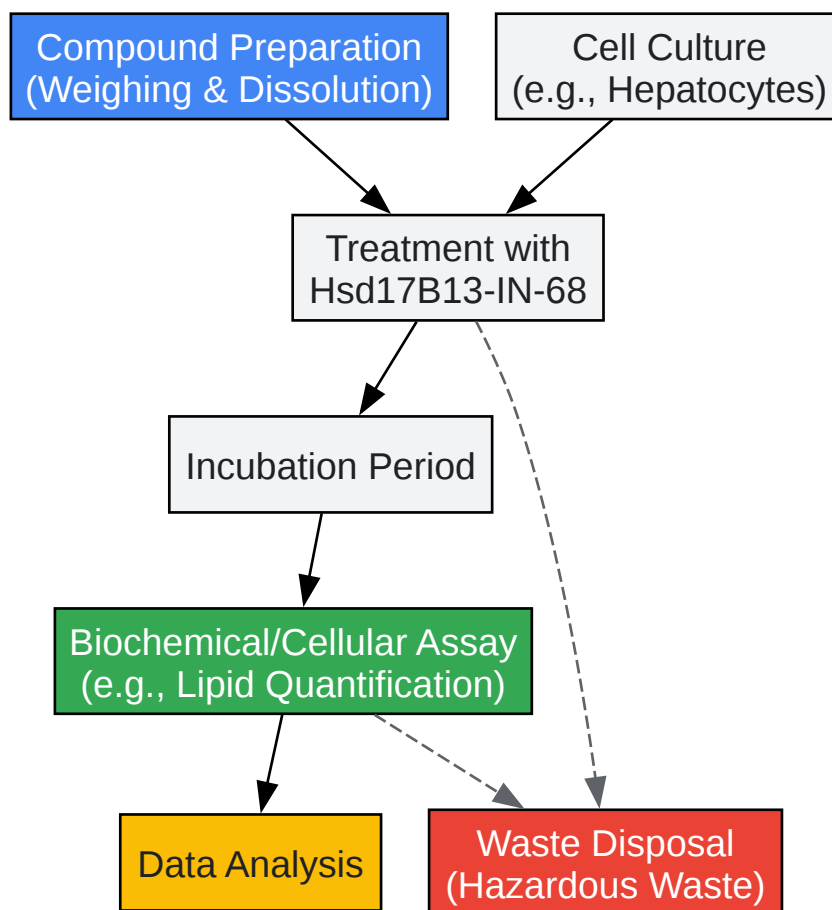 Compound Preparation
(Weighing & Dissolution)
Cell Culture
(e.g., Hepatocytes)
Treatment with
Hsd17B13-IN-68
Incubation Period
Biochemical/Cellular Assay
(e.g., Lipid Quantification)
Data Analysis
Waste Disposal
(Hazardous Waste)